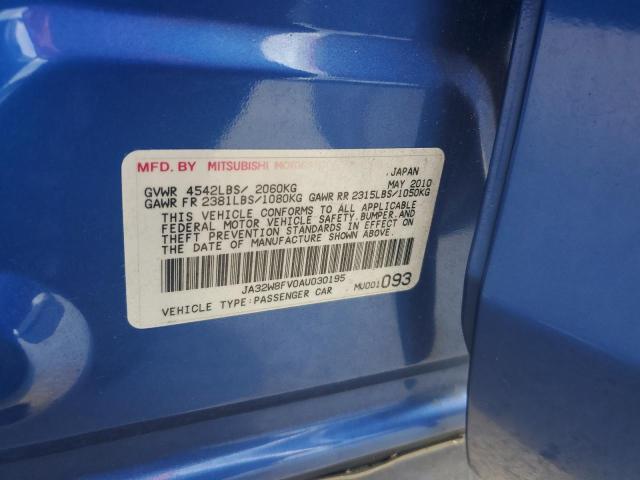 MFD. BY MITSUBISHI , JAPAN
GVWR 4542LBS/ 2060KG MAY 2010
GAWR FR 2381LBS/1080KG GAWR RR 2315LBS/1050KG
THIS VEHICLE CONFORMS TO ALL APPLICABLE
FEDERAL MOTOR VEHICLE SAFETY, BUMPER, AND
THEFT PREVENTION STANDARDS IN EFFECT ON
THE DATE OF MANUFACTURE SHOWN ABOVE.
JA32W8FV0AU030195 MU001093
VEHICLE TYPE:PASSENGER CAR